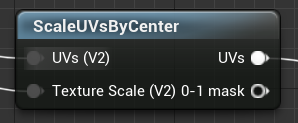 ScaleUVsByCenter
UVs (V2) UVs
Texture Scale (V2) 0-1 mask